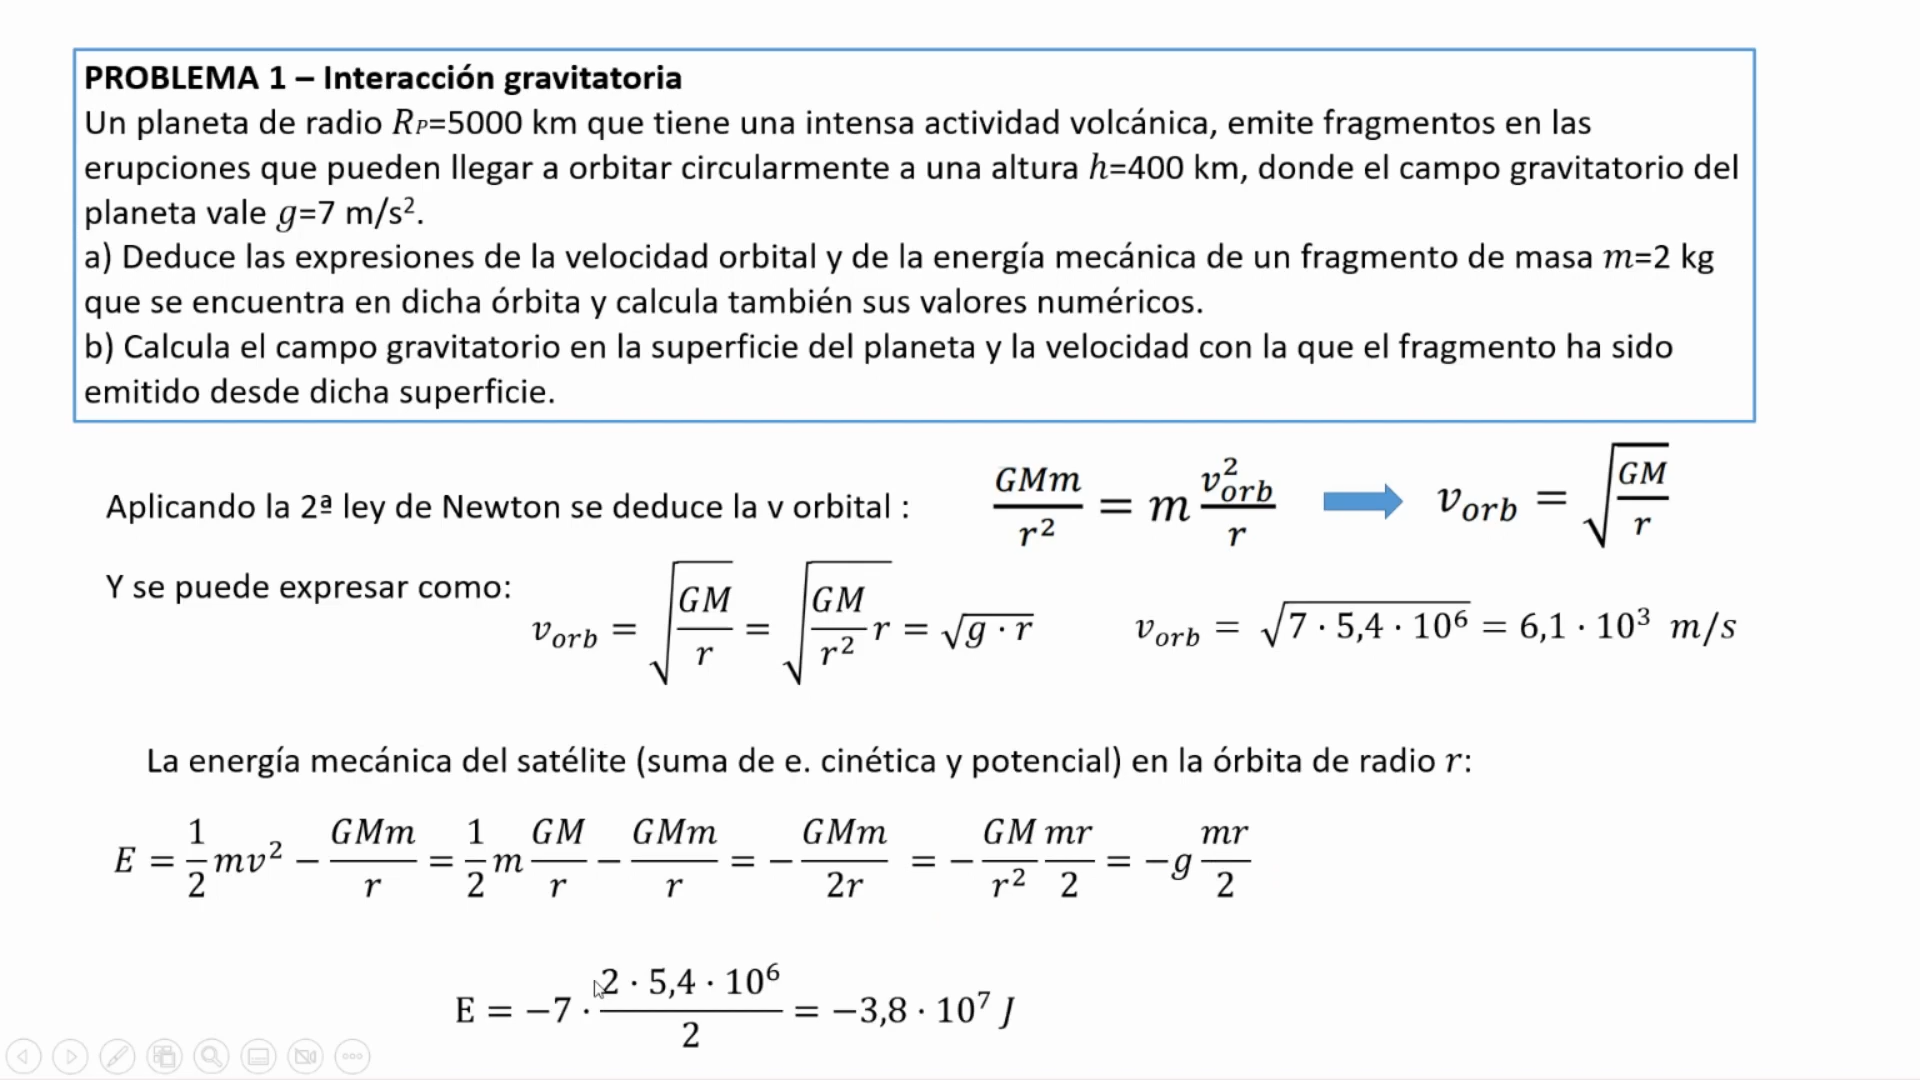 PROBLEMA 1 – Interacción gravitatoria
Un planeta de radio R_P=5000 km que tiene una intensa actividad volcánica, emite fragmentos en las
erupciones que pueden llegar a orbitar circularmente a una altura h=400 km, donde el campo gravitatorio del
planeta vale g=7 m/s².
a) Deduce las expresiones de la velocidad orbital y de la energía mecánica de un fragmento de masa m=2 kg
que se encuentra en dicha órbita y calcula también sus valores numéricos.
b) Calcula el campo gravitatorio en la superficie del planeta y la velocidad con la que el fragmento ha sido
emitido desde dicha superficie.
Aplicando la 2ª ley de Newton se deduce la v orbital : GMm/r² = m v²_orb/r v_orb = √(GM/r)
Y se puede expresar como: v_orb = √(GM/r) = √(GM/r² r) = √(g · r) v_orb = √(7 · 5,4 · 10⁶) = 6,1 · 10³ m/s
La energía mecánica del satélite (suma de e. cinética y potencial) en la órbita de radio r:
E = 1/2 mv² − GMm/r = 1/2 m GM/r − GMm/r = − GMm/2r = − GM/r² mr/2 = −g mr/2
E = −7 · (2 · 5,4 · 10⁶)/2 = −3,8 · 10⁷ J